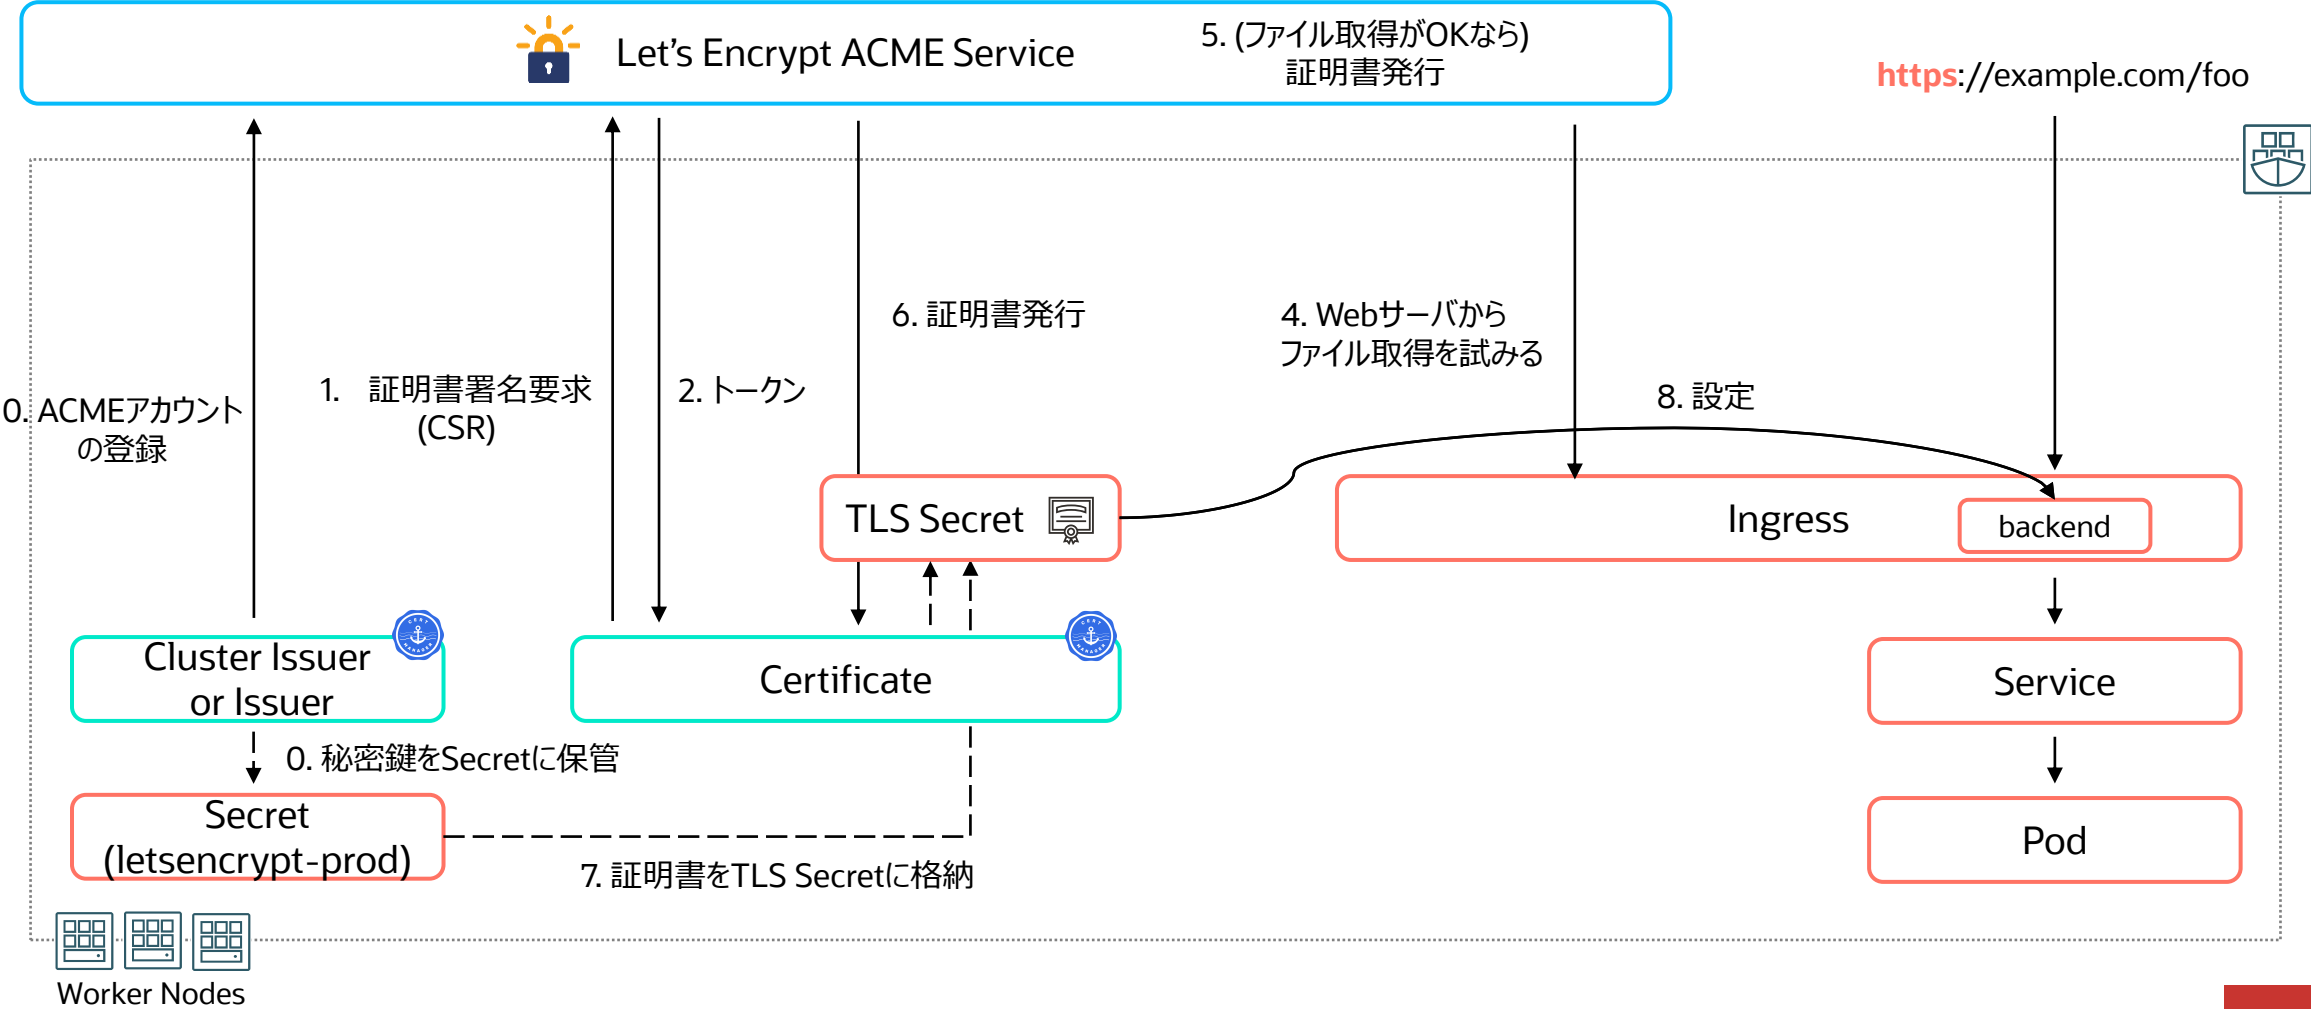 Let's Encrypt ACME Service
5. (ファイル取得がOKなら)
証明書発行
https://example.com/foo
6. 証明書発行
4. Webサーバから
ファイル取得を試みる
1. 証明書署名要求
(CSR)
2. トークン
8. 設定
0. ACMEアカウント
の登録
TLS Secret
Ingress
backend
Cluster Issuer
or Issuer
CERT MANAGER
Certificate
CERT MANAGER
Service
0. 秘密鍵をSecretに保管
Secret
(letsencrypt-prod)
7. 証明書をTLS Secretに格納
Pod
Worker Nodes